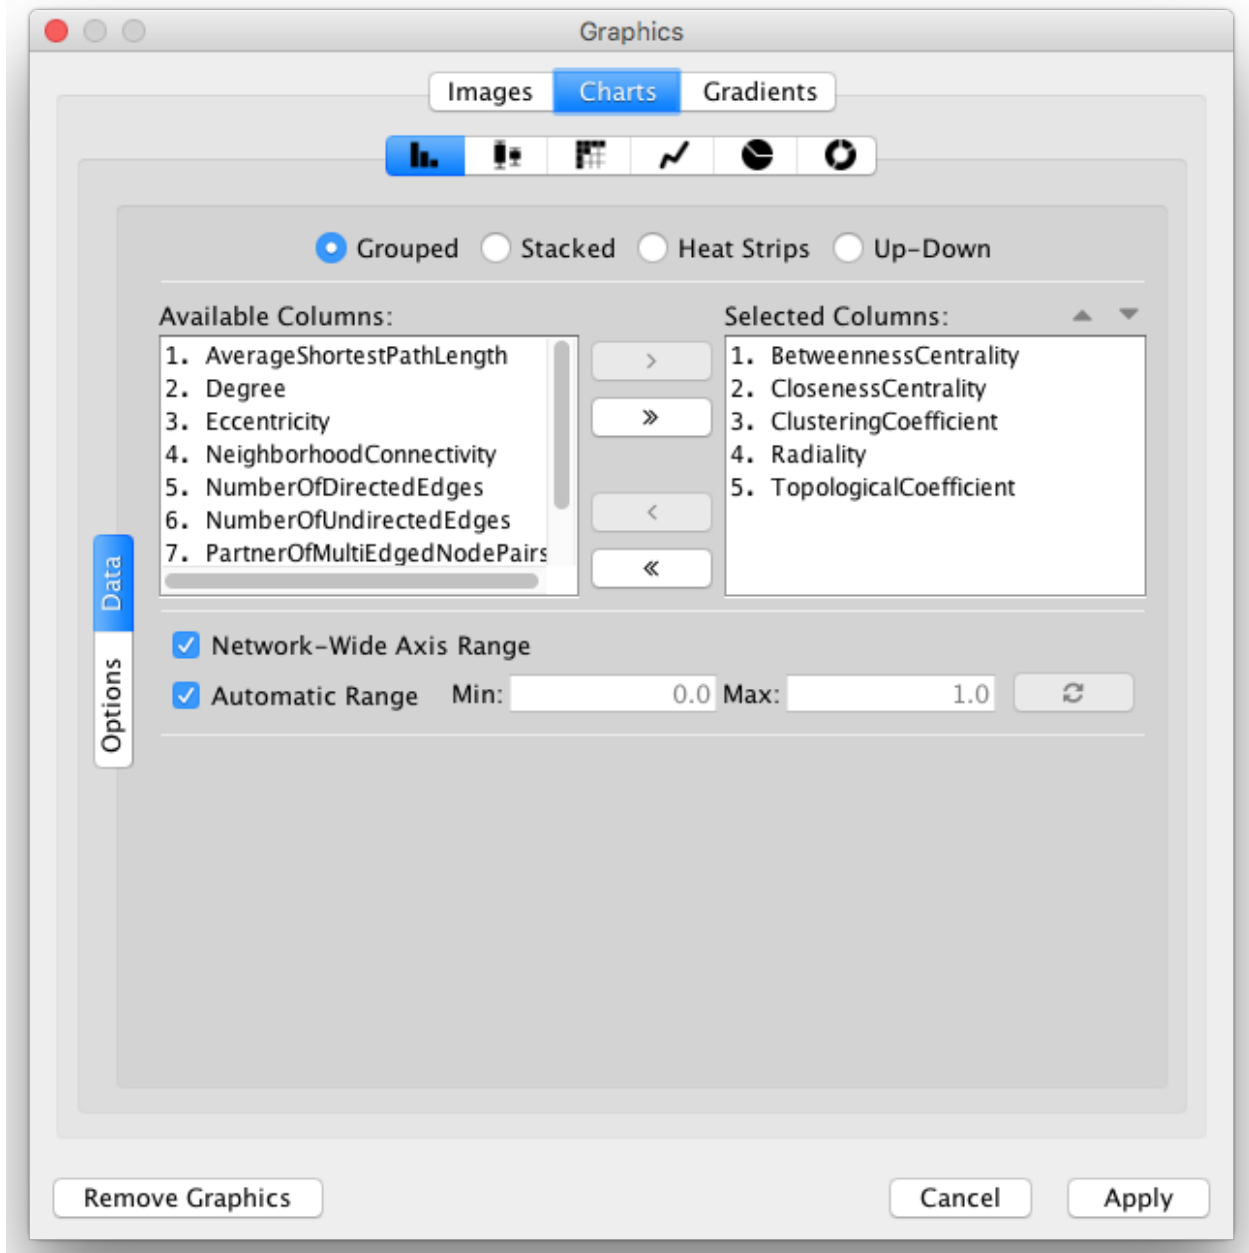 Graphics
Images Charts Gradients
Grouped Stacked Heat Strips Up-Down
Available Columns: Selected Columns:
1. AverageShortestPathLength
2. Degree
3. Eccentricity
4. NeighborhoodConnectivity
5. NumberOfDirectedEdges
6. NumberOfUndirectedEdges
7. PartnerOfMultiEdgedNodePairs
>
»
<
«
1. BetweennessCentrality
2. ClosenessCentrality
3. ClusteringCoefficient
4. Radiality
5. TopologicalCoefficient
Data
Options
Network-Wide Axis Range
Automatic Range Min: 0.0 Max: 1.0
Remove Graphics Cancel Apply